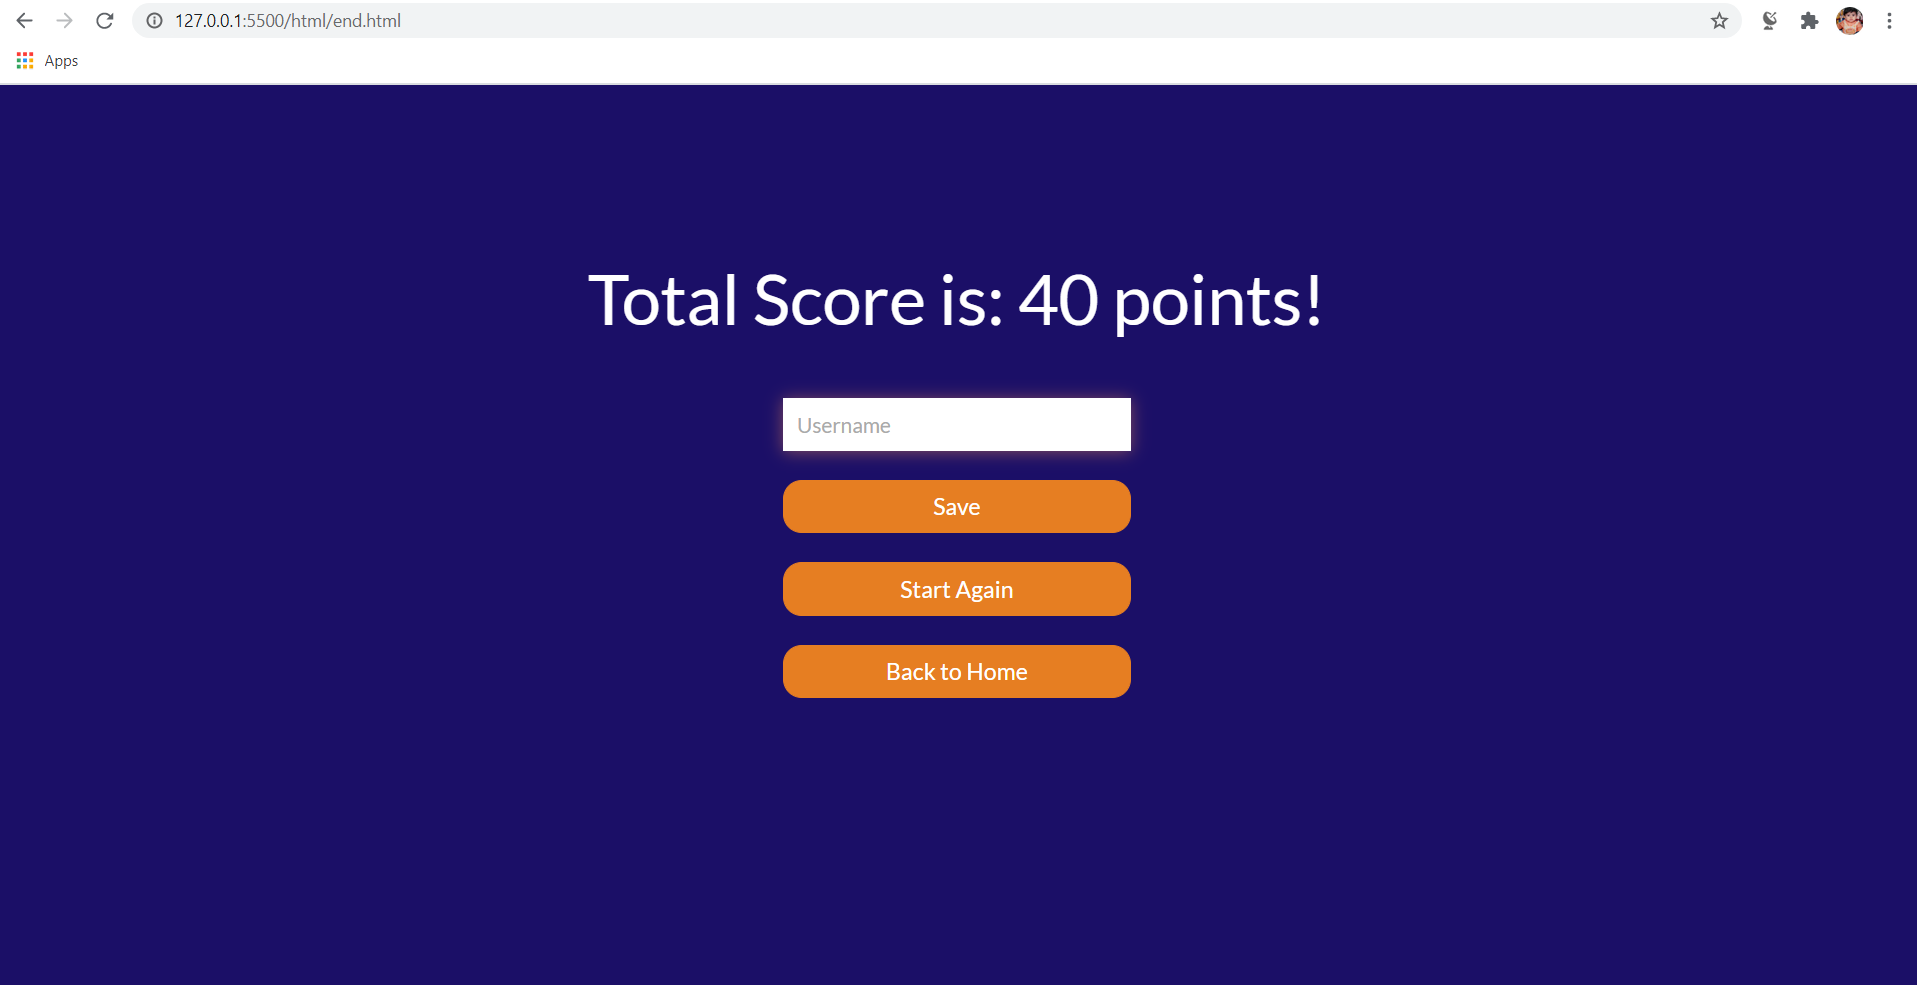 127.0.0.1:5500/html/end.html
Apps
Total Score is: 40 points!
Username
Save
Start Again
Back to Home